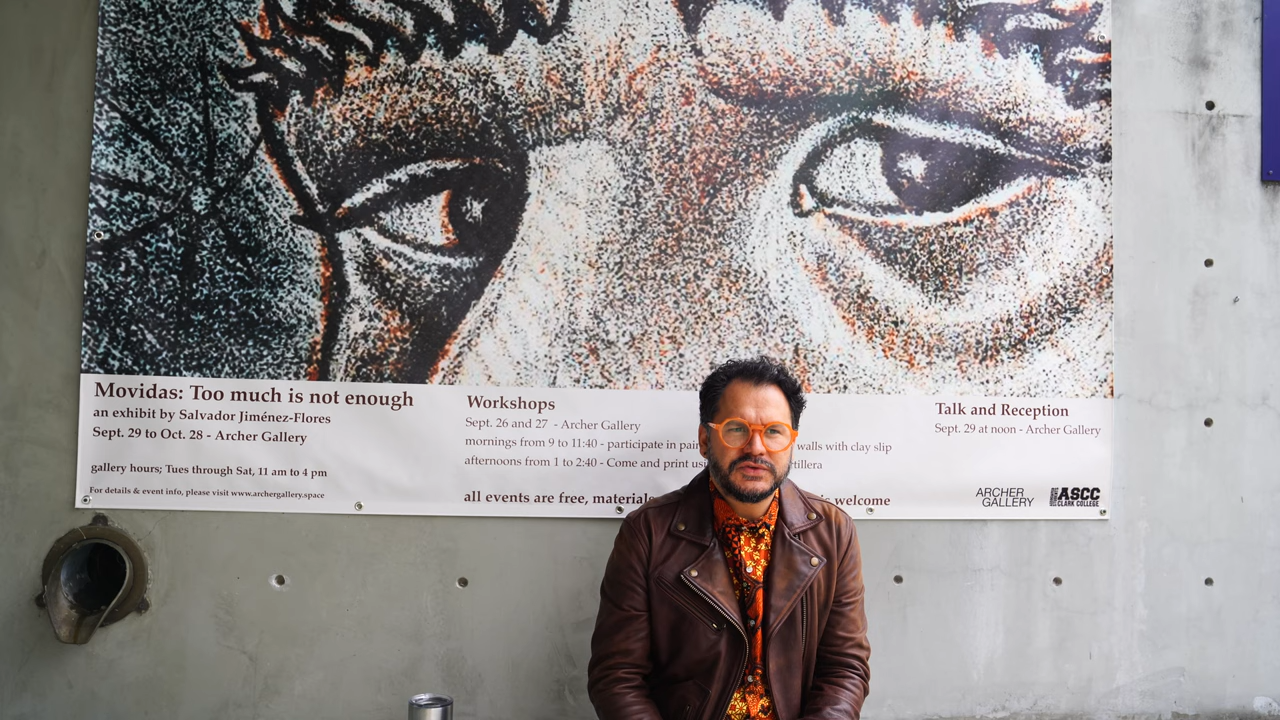 Movidas: Too much is not enough
an exhibit by Salvador Jiménez-Flores
Sept. 29 to Oct. 28 - Archer Gallery
gallery hours; Tues through Sat, 11 am to 4 pm
For details & event info, please visit www.archergallery.space
Workshops
Sept. 26 and 27 - Archer Gallery
mornings from 9 to 11:40 - participate in walls with clay slip
afternoons from 1 to 2:40 - Come and print
all events are free, welcome
Talk and Reception
Sept. 29 at noon - Archer Gallery
ARCHER
GALLERY
ASCC
CLARK COLLEGE